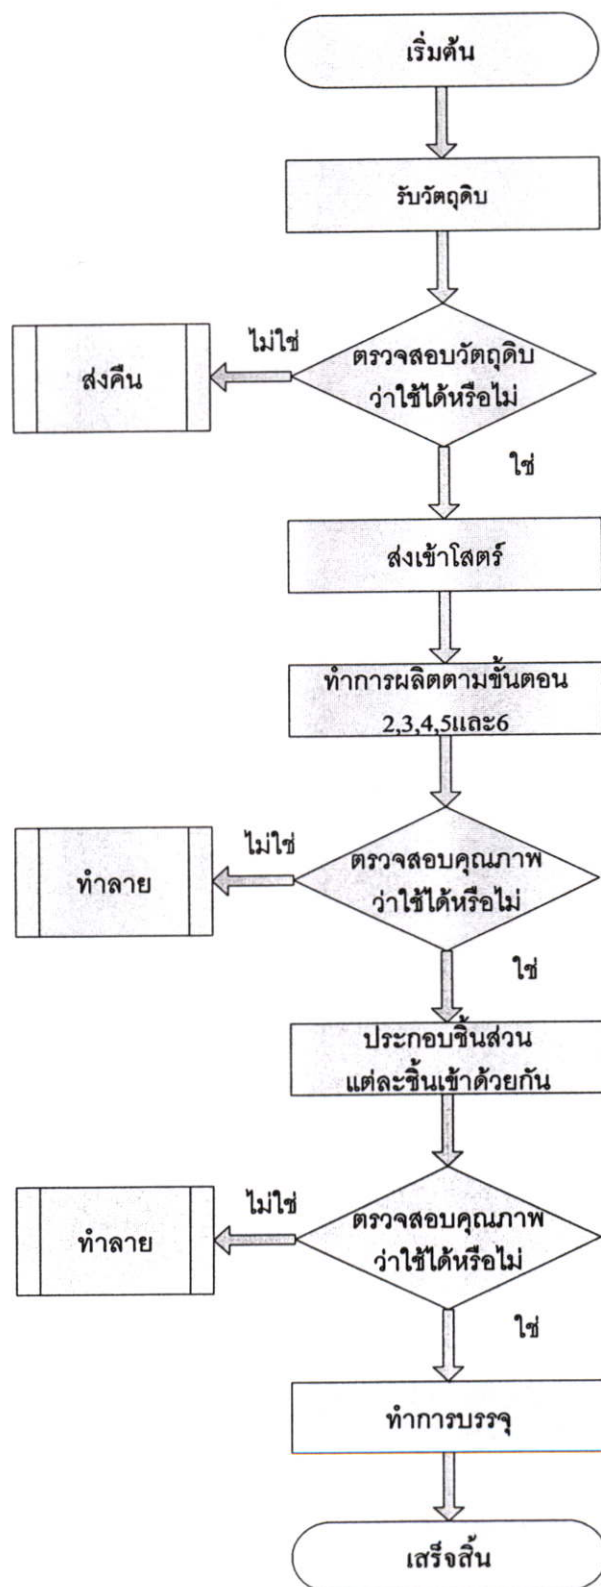 เริ่มต้น
รับวัตถุดิบ
ตรวจสอบวัตถุดิบ
ว่าใช้ได้หรือไม่
ไม่ใช่
ส่งคืน
ใช่
ส่งเข้าโสตร์
ทำการผลิตตามขั้นตอน
2,3,4,5และ6
ตรวจสอบคุณภาพ
ว่าใช้ได้หรือไม่
ไม่ใช่
ทำลาย
ใช่
ประกอบชิ้นส่วน
แต่ละชิ้นเข้าด้วยกัน
ตรวจสอบคุณภาพ
ว่าใช้ได้หรือไม่
ไม่ใช่
ทำลาย
ใช่
ทำการบรรจุ
เสร็จสิ้น